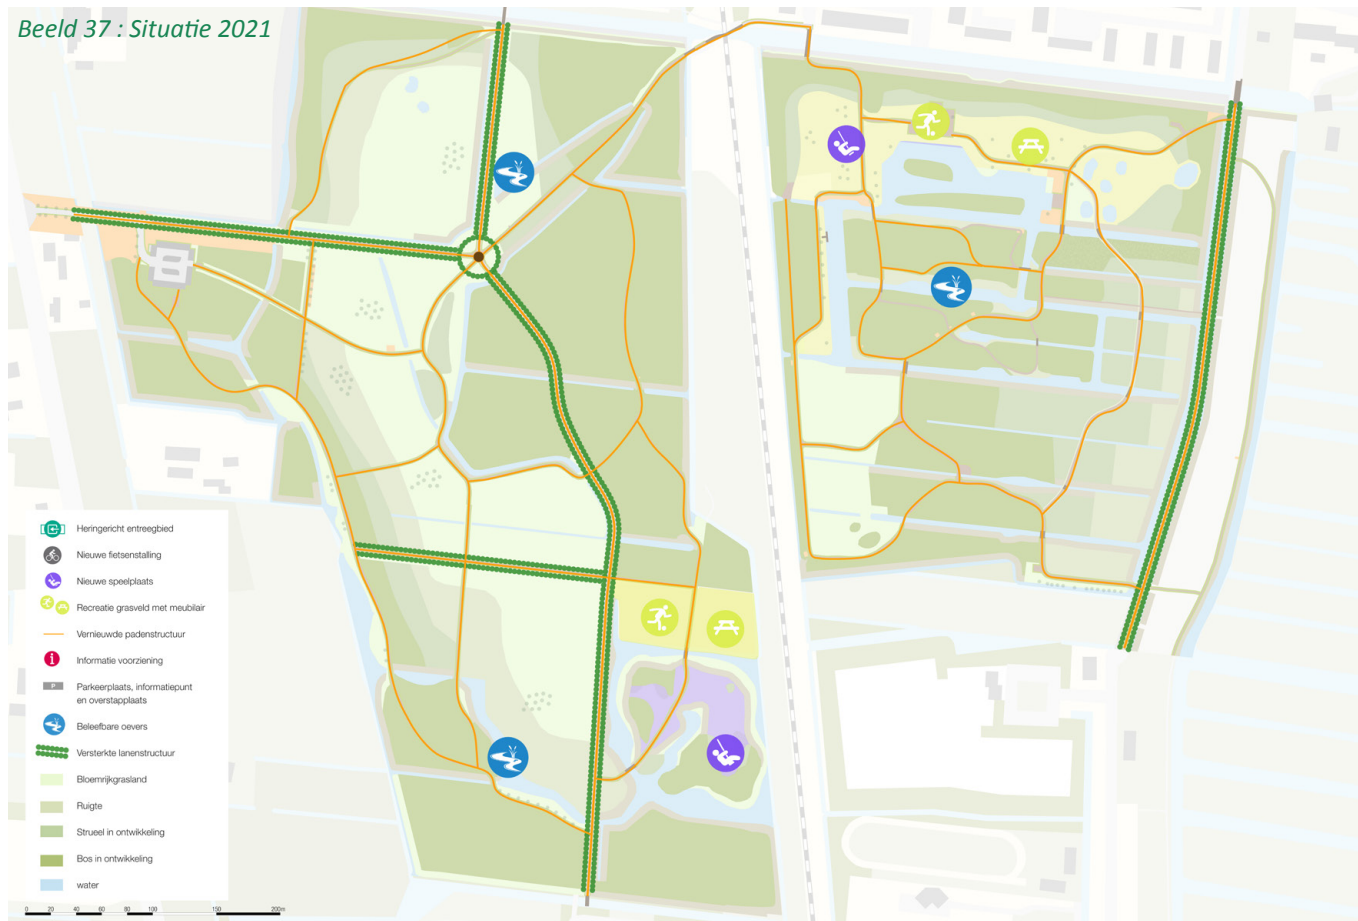 Beeld 37 : Situatie 2021
Heringericht entreegbied
Nieuwe fietsenstalling
Nieuwe speelplaats
Recreatie grasveld met meubilair
Vernieuwde padenstructuur
i
Informatie voorziening
P
Parkeerplaats, informatiepunt
en overstapplaats
Beleefbare oevers
Versterkte lanenstructuur
Bloemrijkgrasland
Ruigte
Strueel in ontwikkeling
Bos in ontwikkeling
water
0 20 40 60 80 100 150 200m